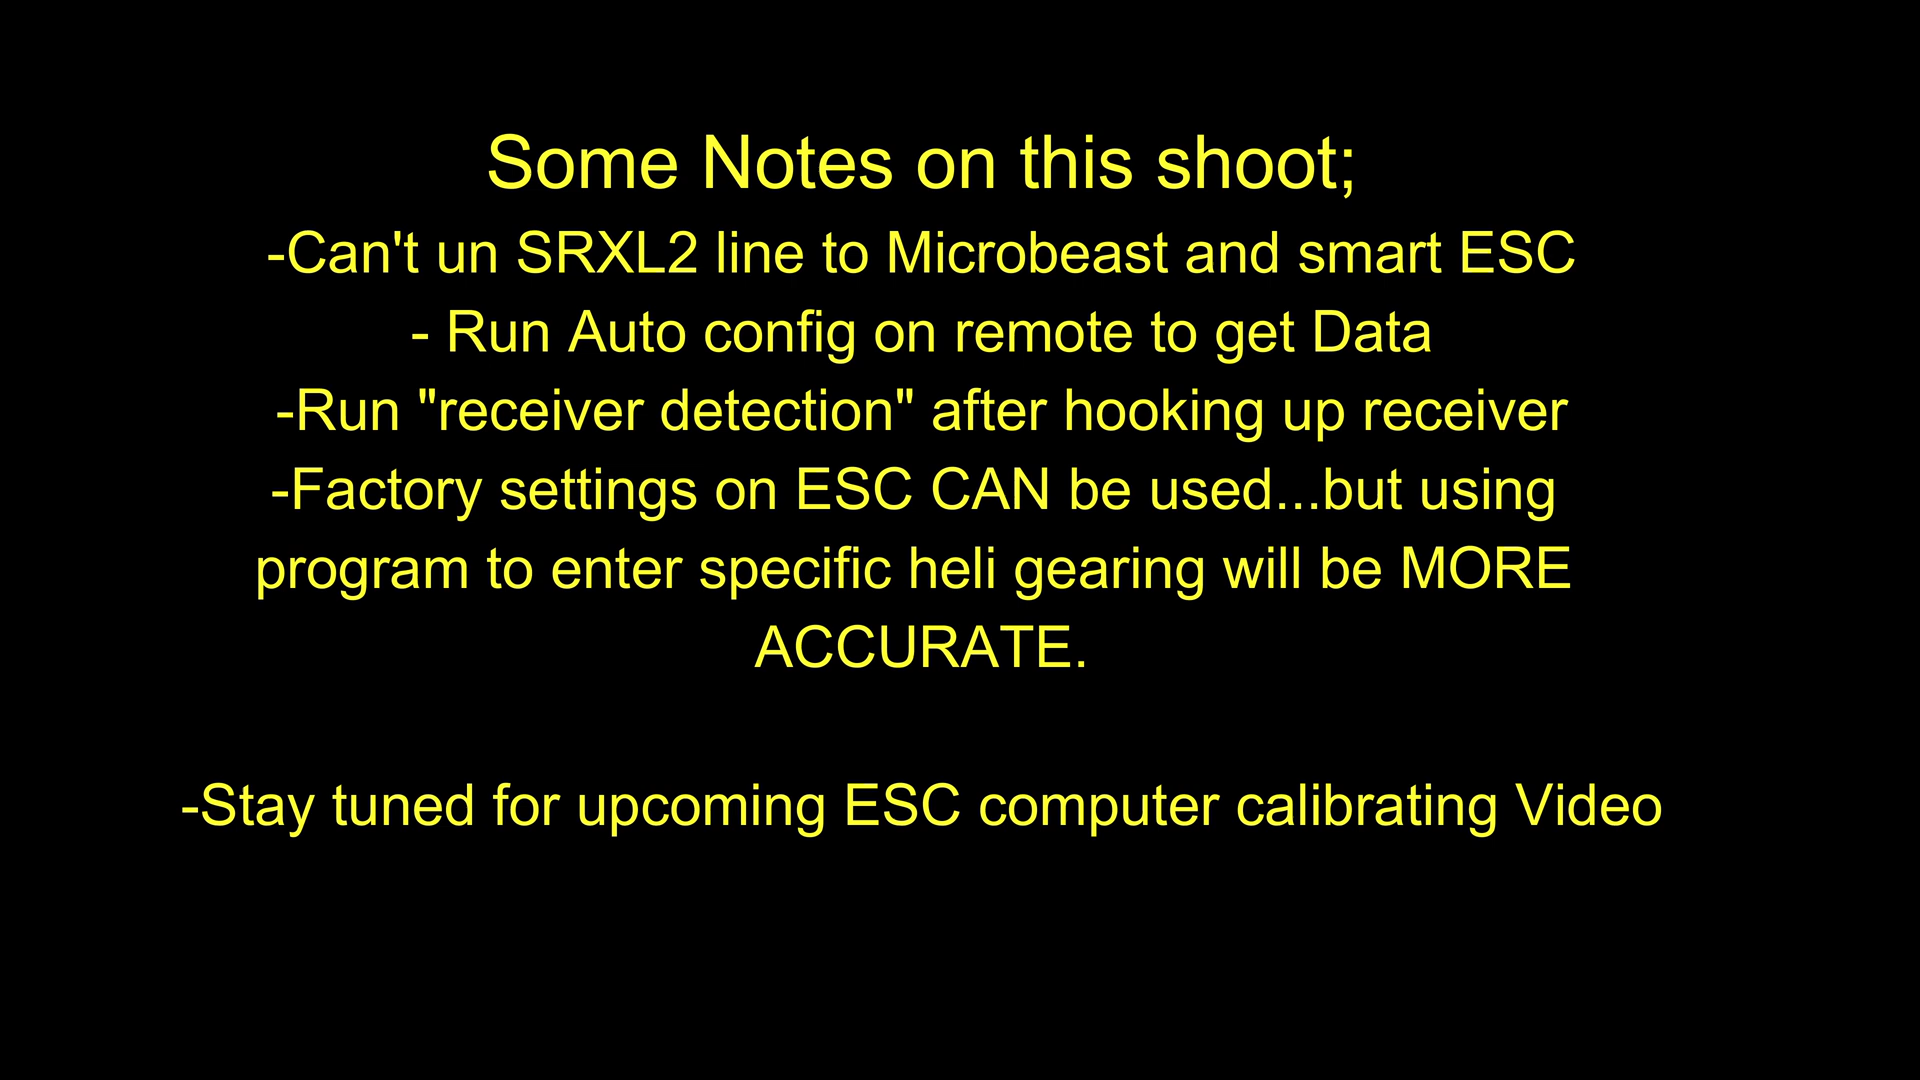 Some Notes on this shoot;
-Can't un SRXL2 line to Microbeast and smart ESC
- Run Auto config on remote to get Data
-Run "receiver detection" after hooking up receiver
-Factory settings on ESC CAN be used...but using
program to enter specific heli gearing will be MORE
ACCURATE.
-Stay tuned for upcoming ESC computer calibrating Video